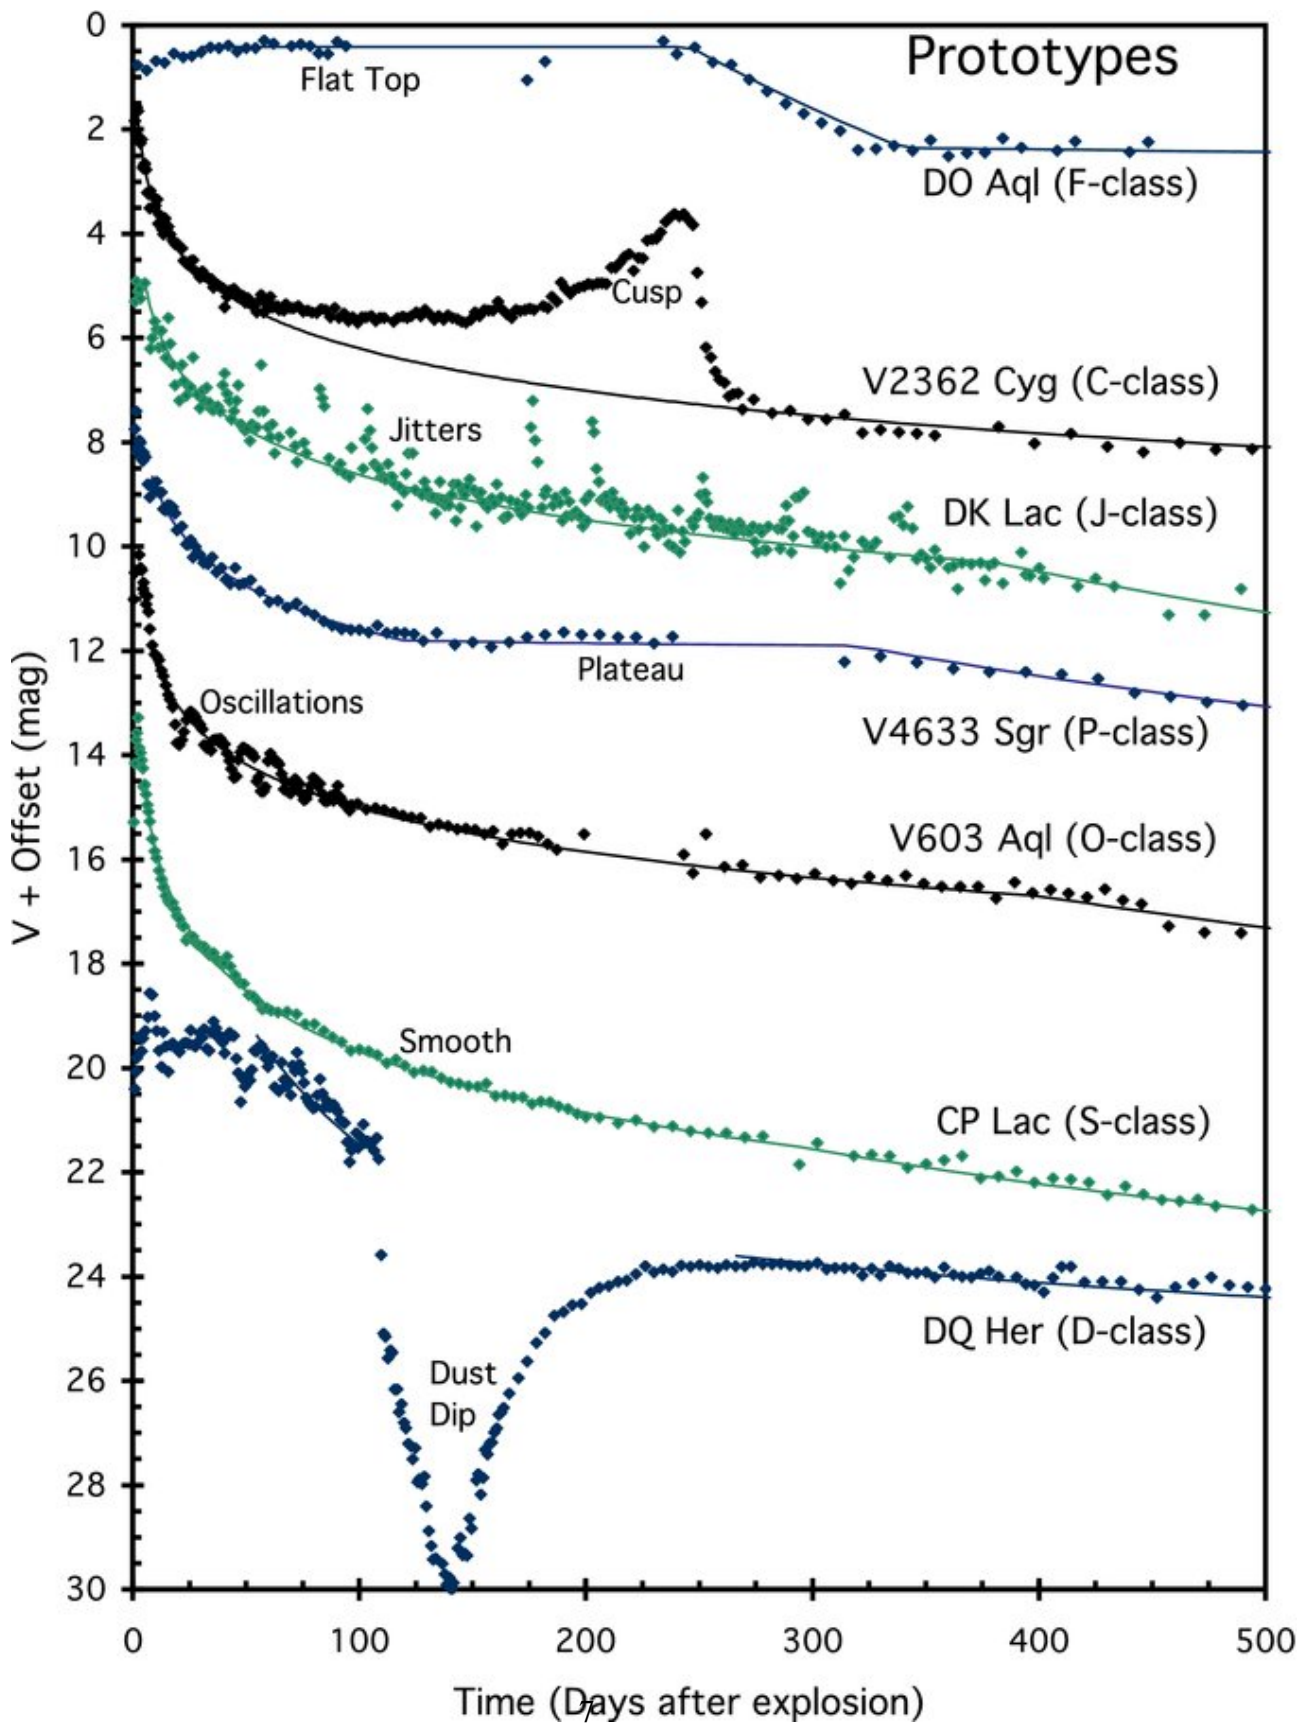 0
Prototypes
Flat Top
2
DO Aql (F-class)
4
Cusp
6
V2362 Cyg (C-class)
Jitters
8
DK Lac (J-class)
10
12
Plateau
Oscillations
V4633 Sgr (P-class)
14
V603 Aql (O-class)
16
V + Offset (mag)
18
Smooth
20
CP Lac (S-class)
22
24
DQ Her (D-class)
26
Dust
Dip
28
30
0 100 200 300 400 500
Time (Days after explosion)
7